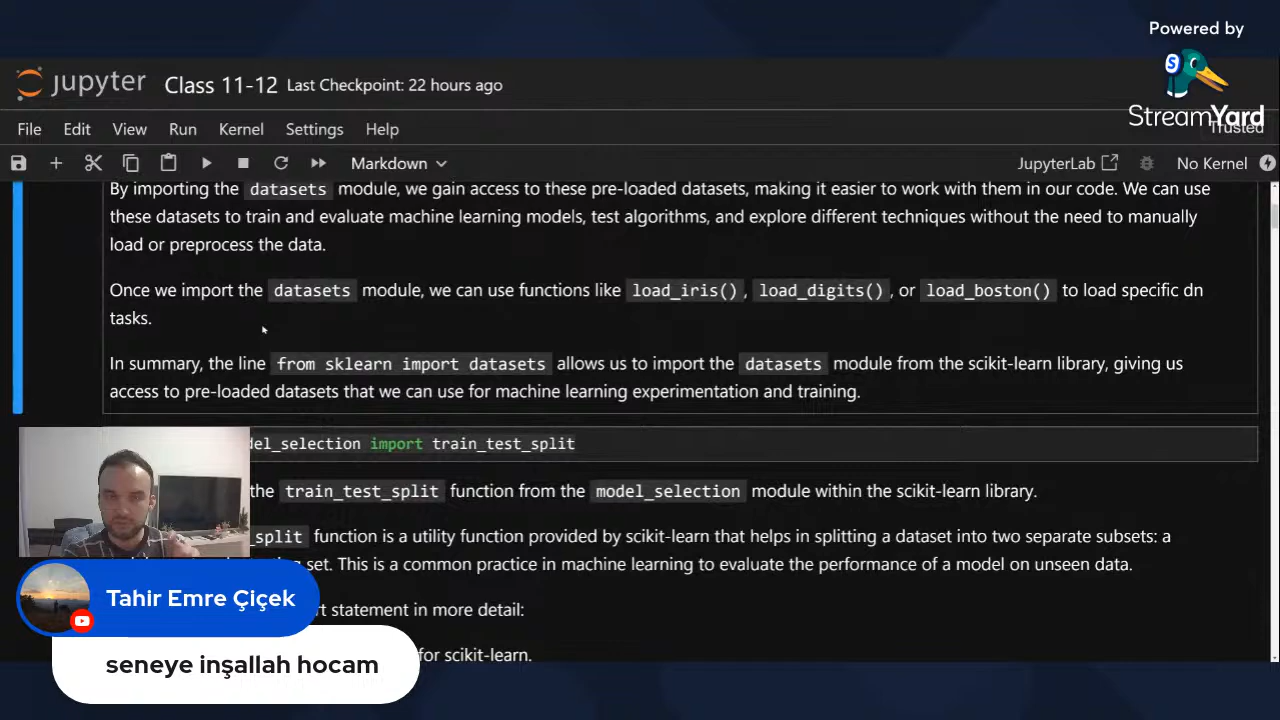 Powered by
StreamYard
jupyter Class 11-12 Last Checkpoint: 22 hours ago
Trusted
File Edit View Run Kernel Settings Help
Markdown JupyterLab No Kernel
By importing the datasets module, we gain access to these pre-loaded datasets, making it easier to work with them in our code. We can use
these datasets to train and evaluate machine learning models, test algorithms, and explore different techniques without the need to manually
load or preprocess the data.
Once we import the datasets module, we can use functions like load_iris(), load_digits(), or load_boston() to load specific dn
tasks.
In summary, the line from sklearn import datasets allows us to import the datasets module from the scikit-learn library, giving us
access to pre-loaded datasets that we can use for machine learning experimentation and training.
del_selection import train_test_split
the train_test_split function from the model_selection module within the scikit-learn library.
_split function is a utility function provided by scikit-learn that helps in splitting a dataset into two separate subsets: a
set. This is a common practice in machine learning to evaluate the performance of a model on unseen data.
rt statement in more detail:
for scikit-learn.
Tahir Emre Çiçek
seneye inşallah hocam